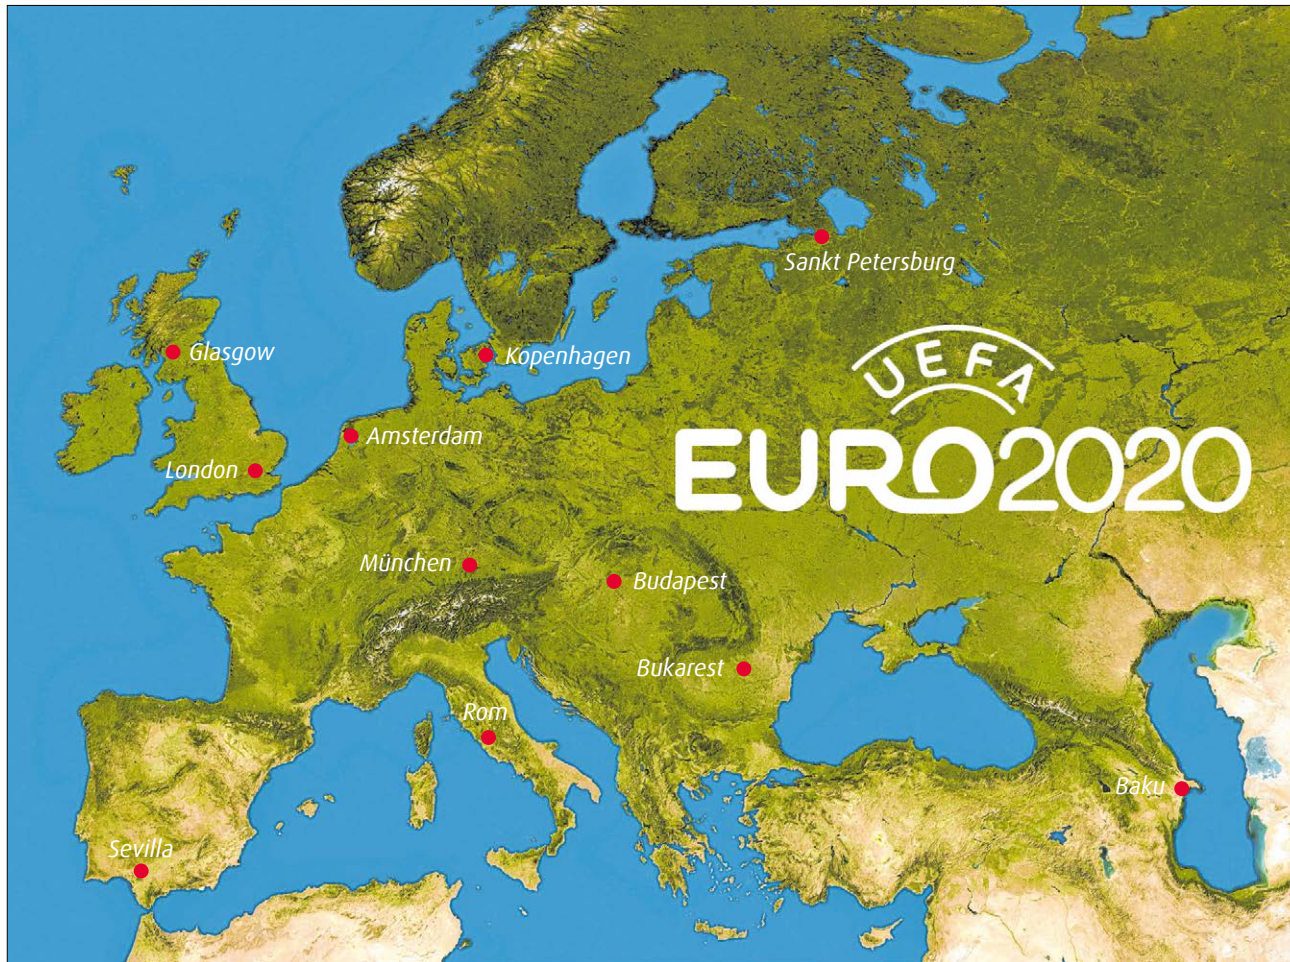 Sankt Petersburg
Glasgow
Kopenhagen
UEFA
EURO2020
Amsterdam
London
München
Budapest
Bukarest
Rom
Baku
Sevilla